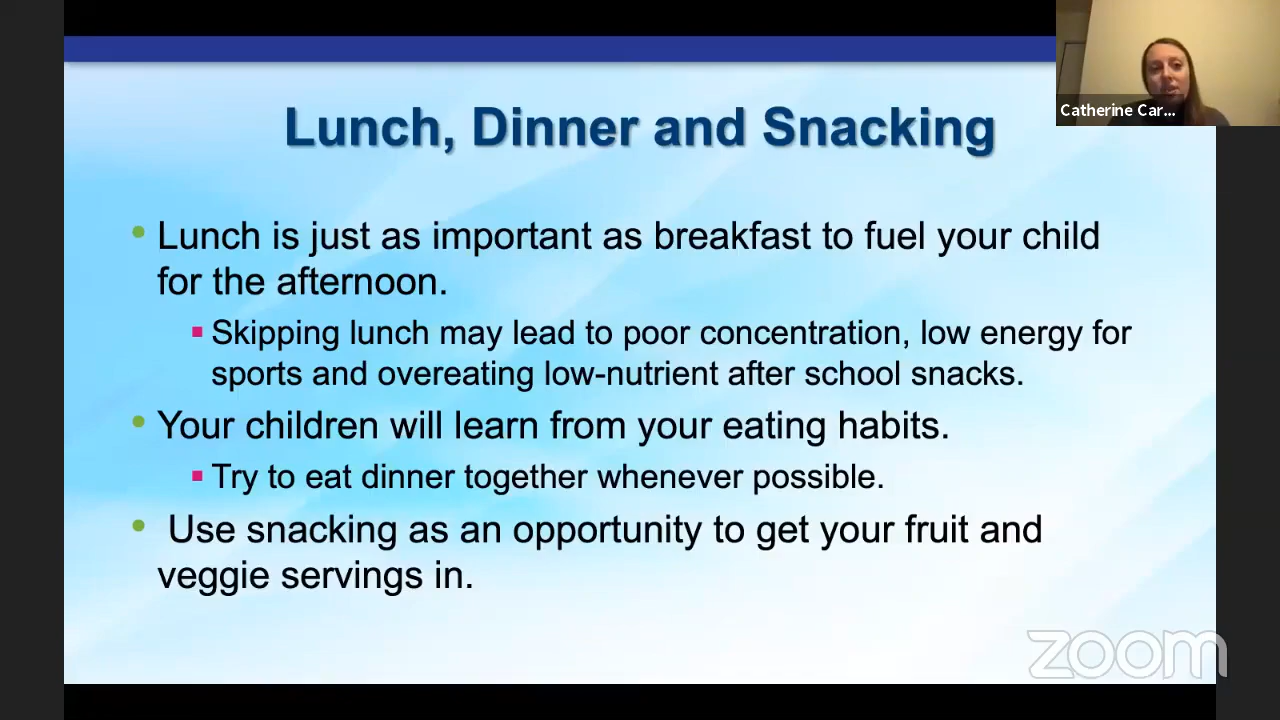 Lunch, Dinner and Snacking
Catherine Car...
• Lunch is just as important as breakfast to fuel your child
for the afternoon.
▪ Skipping lunch may lead to poor concentration, low energy for
sports and overeating low-nutrient after school snacks.
• Your children will learn from your eating habits.
▪ Try to eat dinner together whenever possible.
• Use snacking as an opportunity to get your fruit and
veggie servings in.
zoom